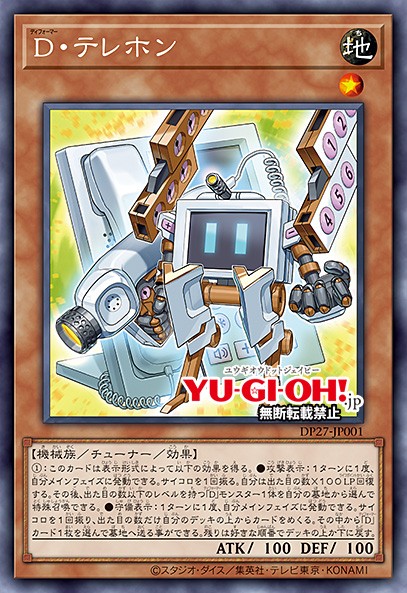 ディフォーマー
D・テレホン
ち
地
1 2
4 5 6
ユウギオウドットジェイピー
YU-GI-OH!.jp
無断転載禁止
DP27-JP001
【機械族／チューナー／効果】
①：このカードは表示形式によって以下の効果を得る。●攻撃表示：1ターンに1度、
自分メインフェイズに発動できる。サイコロを1回振る。自分は出た目の数×100LP回復
する。その後、出た目の数以下のレベルを持つ「D」モンスター1体を自分の墓地から選んで
特殊召喚できる。●守備表示：1ターンに1度、自分メインフェイズに発動できる。サイコ
ロを1回振り、出た目の数だけ自分のデッキの上からカードをめくる。その中から「D」
カード1枚を選んで墓地へ送る事ができる。残りは好きな順番でデッキの上か下に戻す。
ATK/ 100 DEF/ 100
©スタジオ・ダイス／集英社・テレビ東京・KONAMI